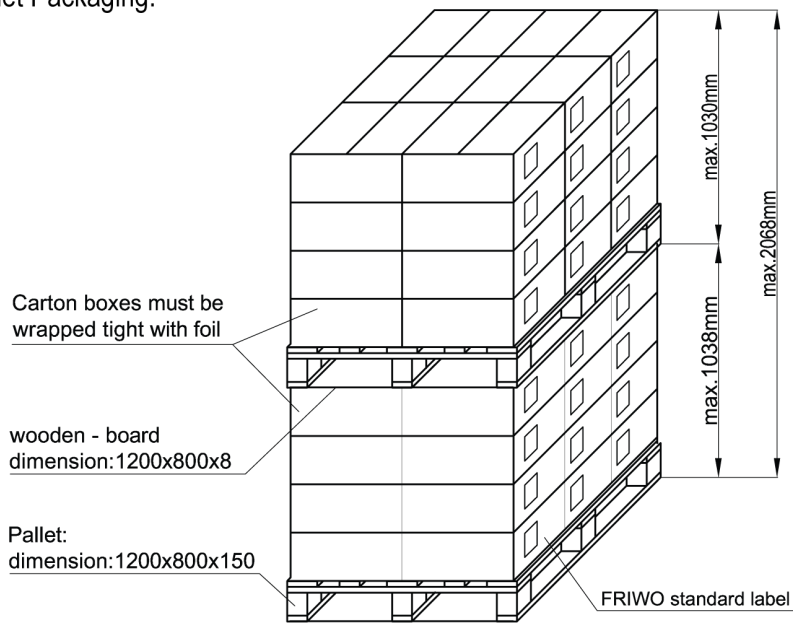 ct Packaging:
max.1030mm
max.2068mm
max.1038mm
Carton boxes must be
wrapped tight with foil
wooden - board
dimension:1200x800x8
Pallet:
dimension:1200x800x150
FRIWO standard label